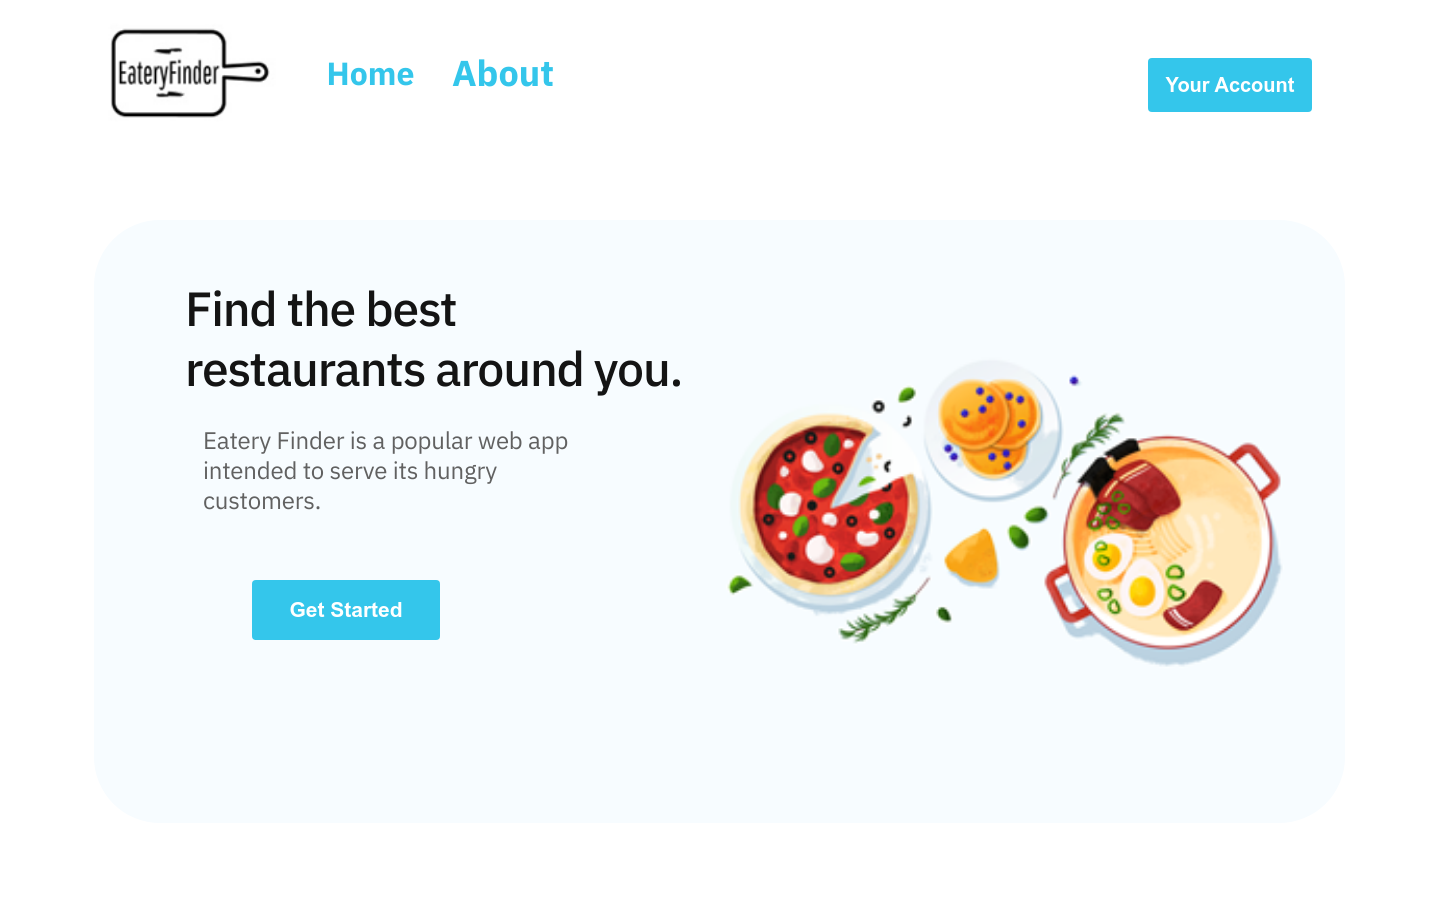 EateryFinder
Home
About
Your Account
Find the best
restaurants around you.
Eatery Finder is a popular web app
intended to serve its hungry
customers.
Get Started